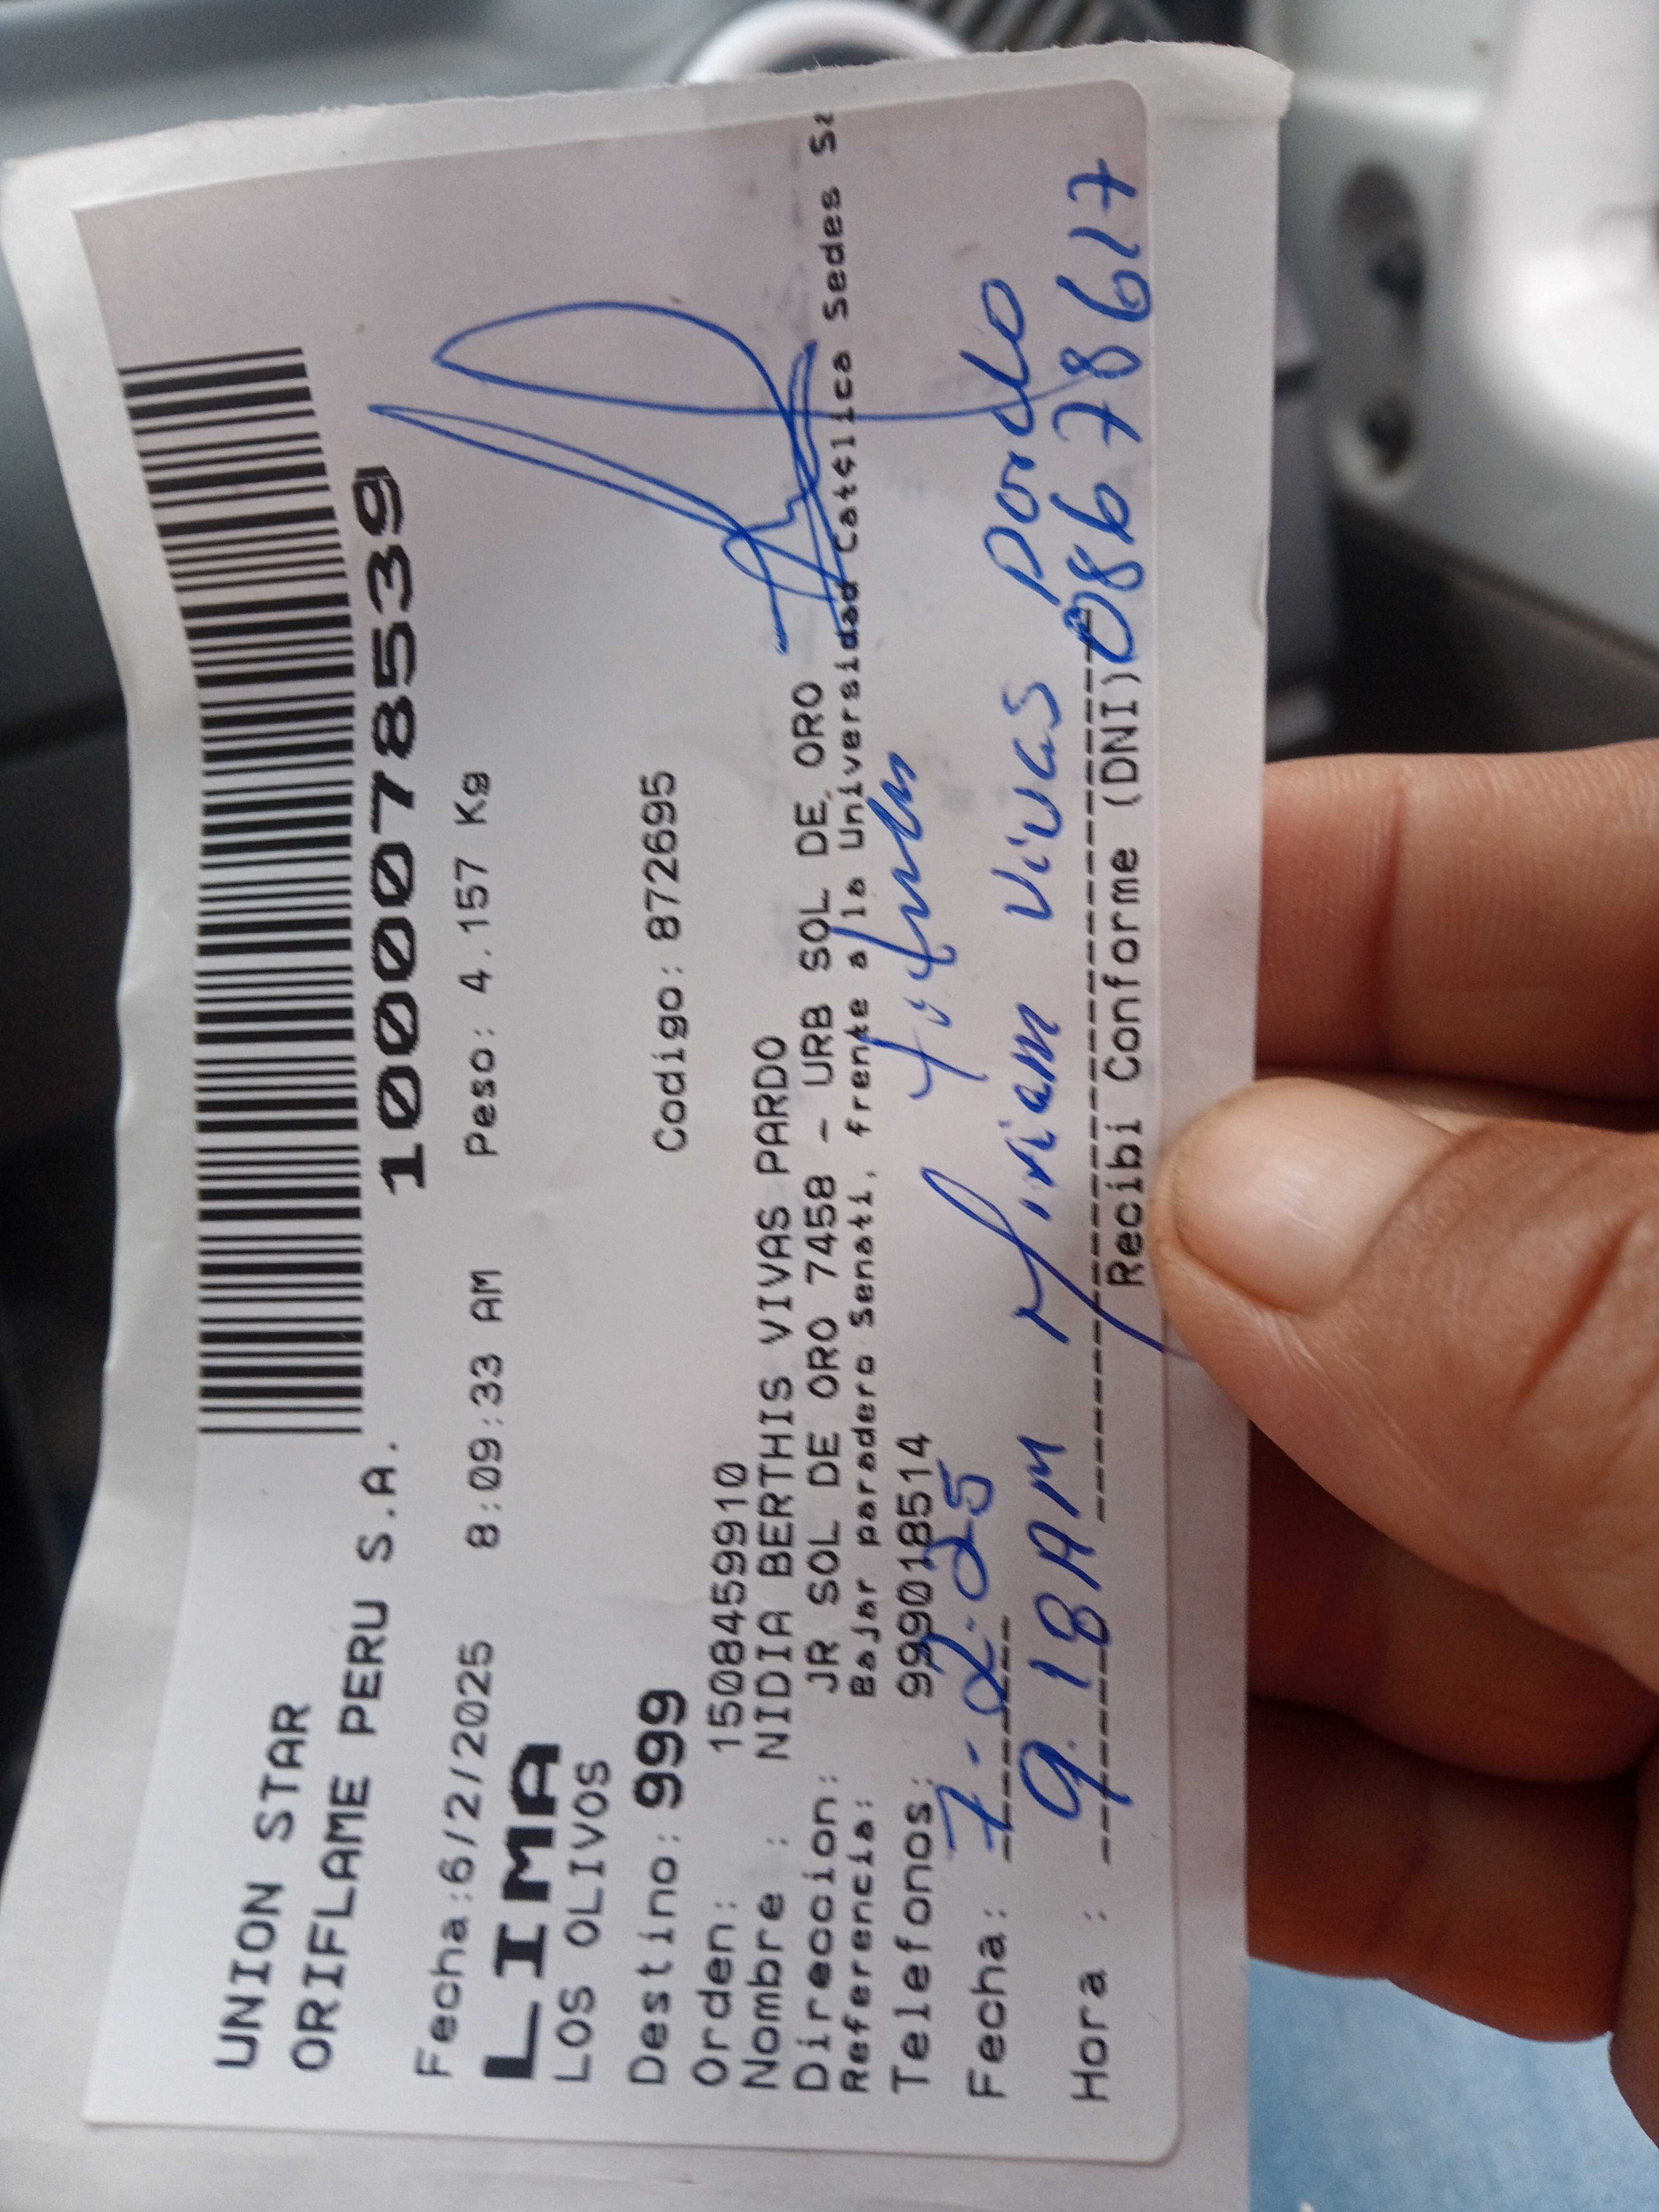 UNION STAR
ORIFLAME PERU S.A.
1000078539
Fecha:6/2/2025 8:09:33 AM Peso: 4.157 Kg
LIMA
LOS OLIVOS
Destino: 999 Codigo: 872695
Orden: 15084459910
Nombre : NIDIA BERTHIS VIVAS PARDO
Direccion: JR SOL DE ORO 7458 - URB SOL DE ORO
Referencia: Bajar paradero Senati, frente a la Universidad Católica Sedes Sa
Telefonos: 999018514
Fecha: 7-2-25
Miriam Vivas Pardo
Hora : 9.18AM
Recibi Conforme (DNI) 08678617